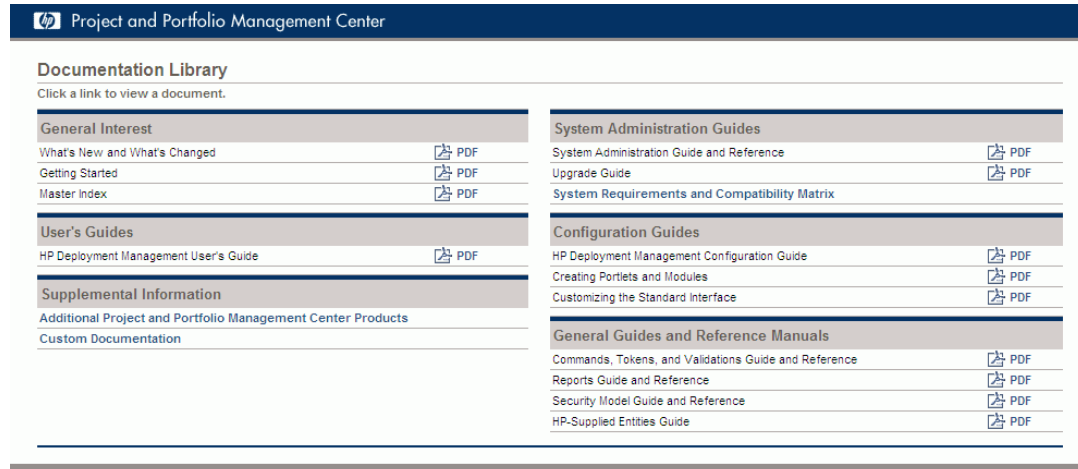 hp Project and Portfolio Management Center
Documentation Library
Click a link to view a document.
General Interest
What's New and What's Changed PDF
Getting Started PDF
Master Index PDF
User's Guides
HP Deployment Management User's Guide PDF
Supplemental Information
Additional Project and Portfolio Management Center Products
Custom Documentation
System Administration Guides
System Administration Guide and Reference PDF
Upgrade Guide PDF
System Requirements and Compatibility Matrix
Configuration Guides
HP Deployment Management Configuration Guide PDF
Creating Portlets and Modules PDF
Customizing the Standard Interface PDF
General Guides and Reference Manuals
Commands, Tokens, and Validations Guide and Reference PDF
Reports Guide and Reference PDF
Security Model Guide and Reference PDF
HP-Supplied Entities Guide PDF